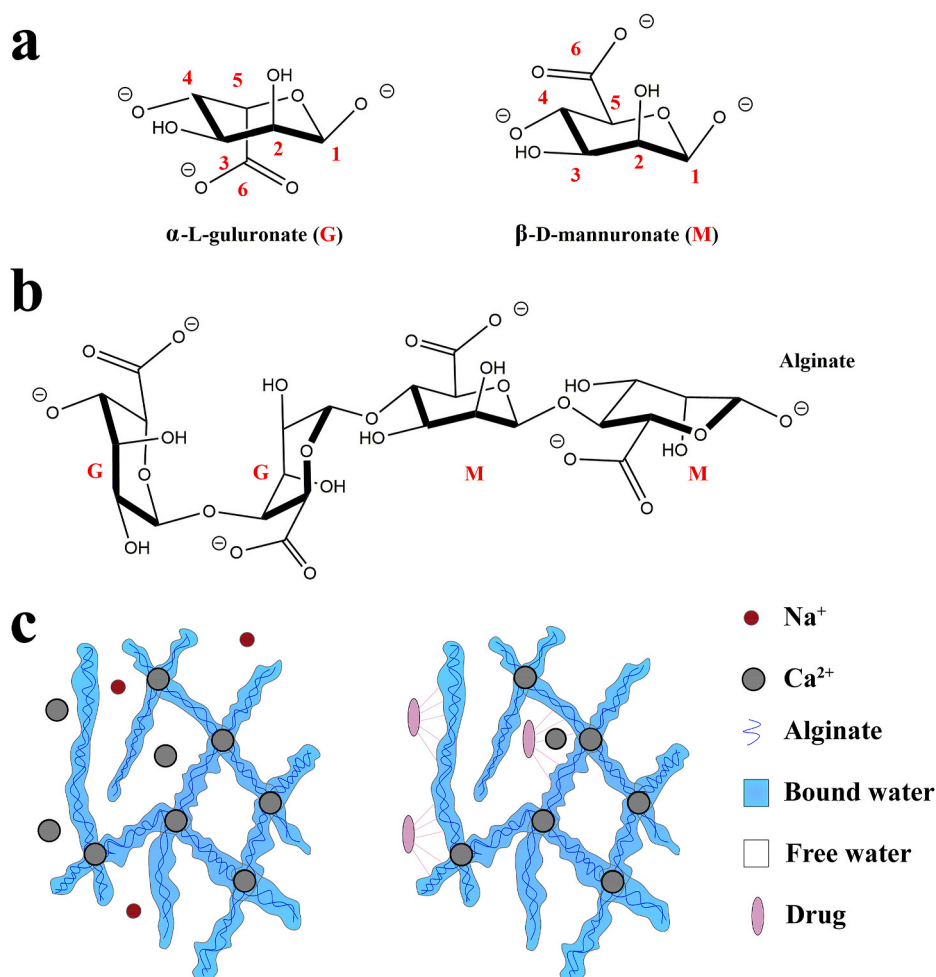 a
6
O
⊖
4 5 OH
O
O
4
OH
⊖
⊖
O
O
O
5
O
O
HO
2
⊖
O
3
1
HO
2
⊖
O
O
3
1
6
α-L-guluronate (G)
β-D-mannuronate (M)
b
⊖
⊖
O
O
O
O
⊖
OH
Alginate
⊖
HO
HO
O
O
O
O
⊖
O
OH
O
HO
⊖
O
O
G
O
G
OH
M
HO
M
O
O
OH
⊖
O
O
c
Na⁺
Ca²⁺
Alginate
Bound water
Free water
Drug